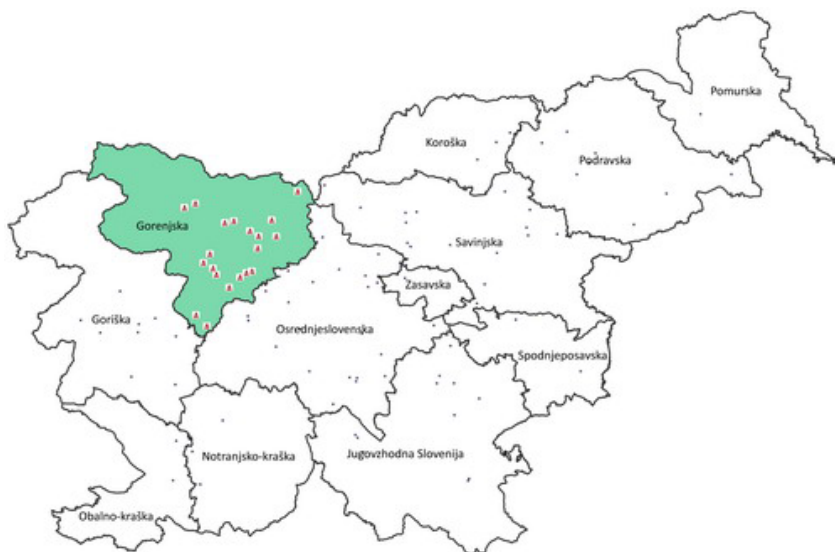 Pomurska
Koroška
Podravska
Gorenjska
Savinjska
Zasavska
Goriška
Osrednjeslovenska
Spodnjeposavska
Notranjsko-kraška
Jugovzhodna Slovenija
Obalno-kraška